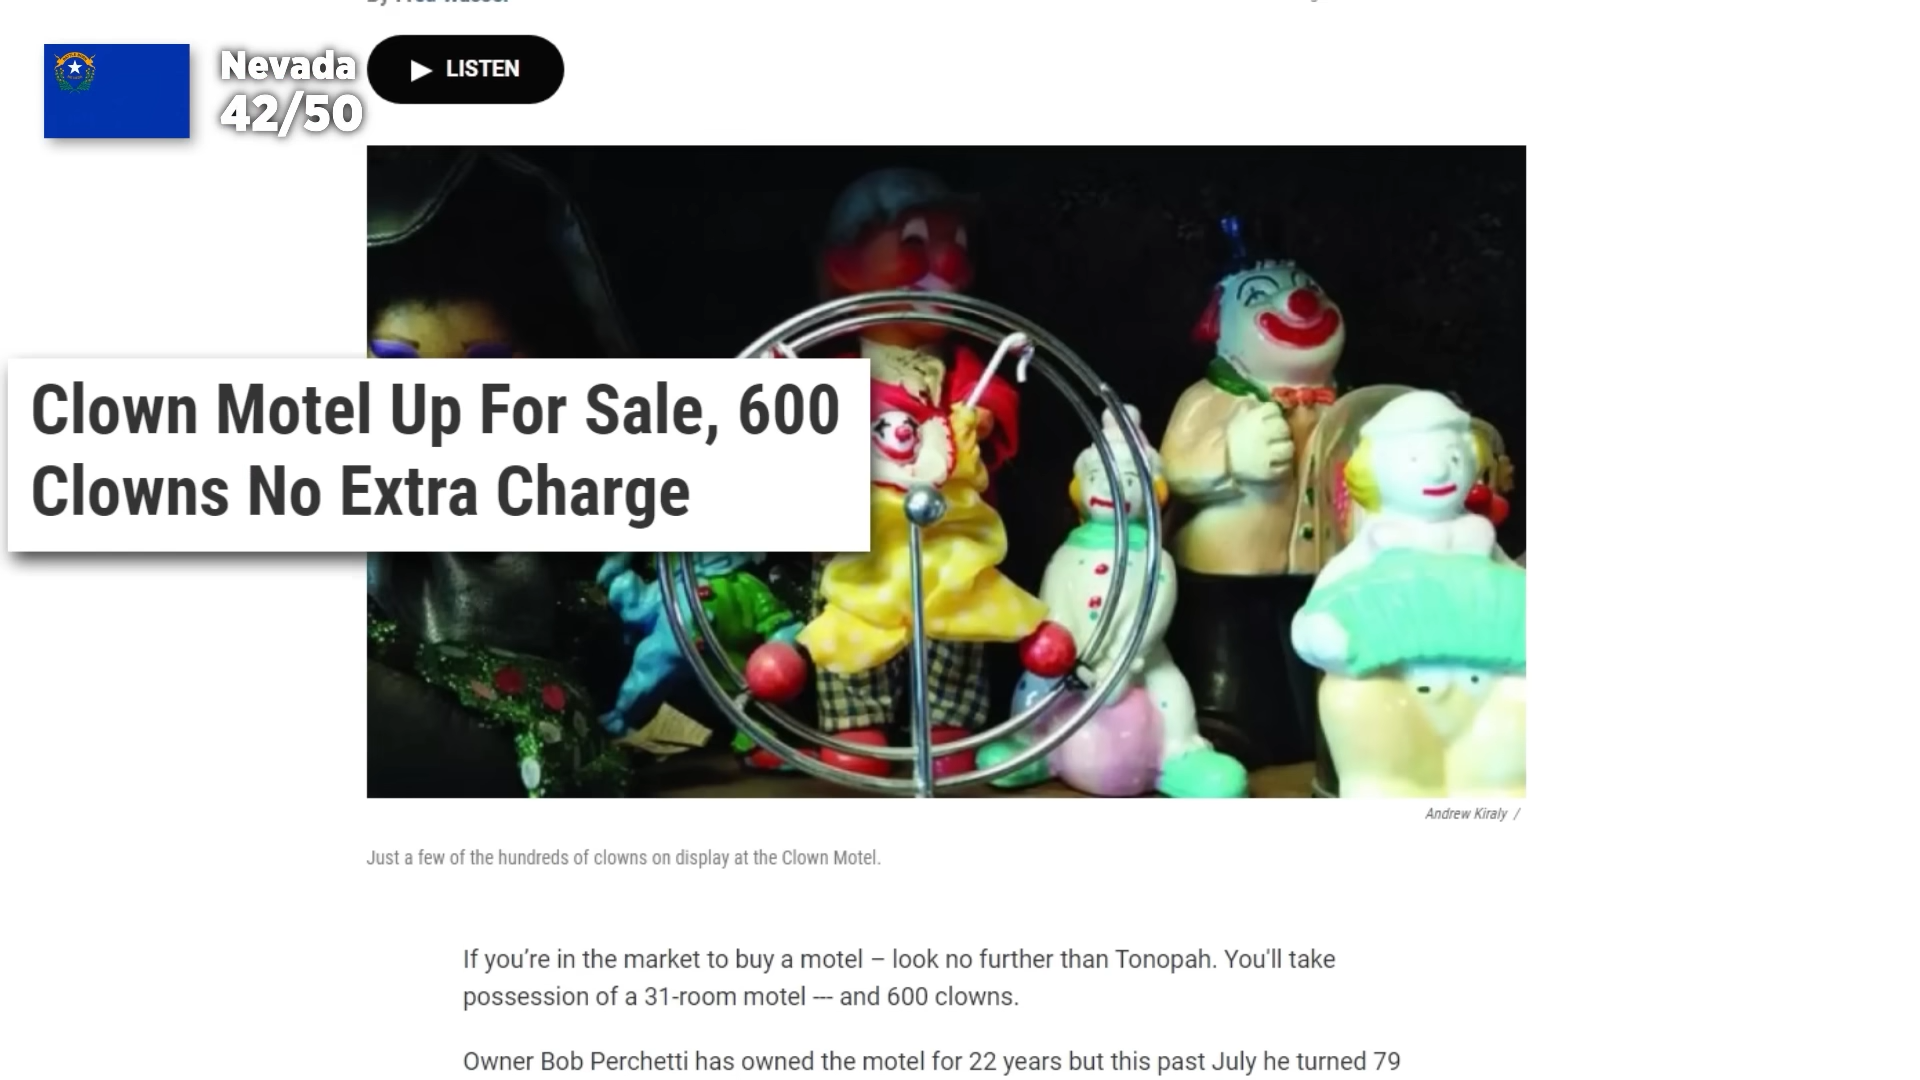 Nevada
42/50
LISTEN
Clown Motel Up For Sale, 600
Clowns No Extra Charge
Andrew Kiraly /
Just a few of the hundreds of clowns on display at the Clown Motel.
If you're in the market to buy a motel – look no further than Tonopah. You'll take
possession of a 31-room motel --- and 600 clowns.
Owner Bob Perchetti has owned the motel for 22 years but this past July he turned 79